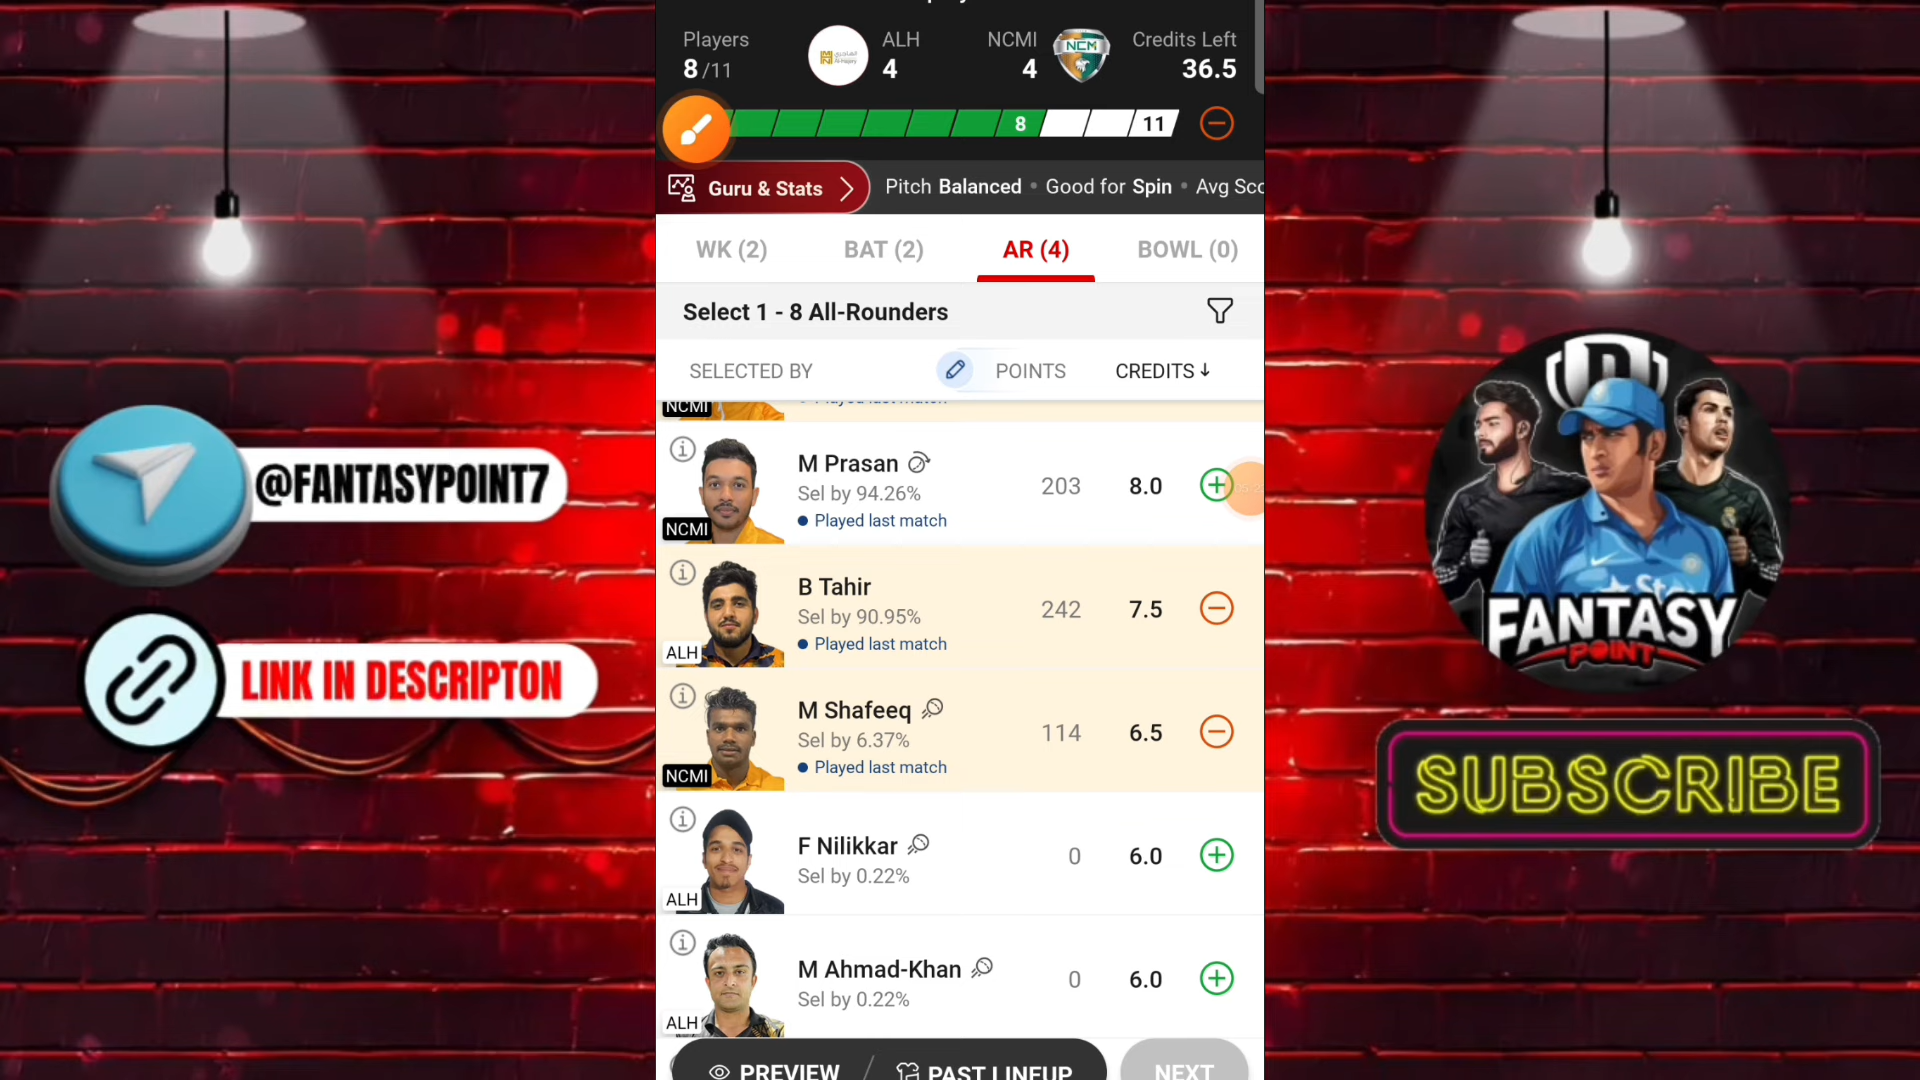 Players
8 /11
ALH
4
NCMI
4
NCM
Credits Left
36.5
8
11
Guru & Stats
Pitch Balanced • Good for Spin • Avg Sco
WK (2)
BAT (2)
AR (4)
BOWL (0)
Select 1 - 8 All-Rounders
SELECTED BY
POINTS
CREDITS ↓
NCMI
Played last match
M Prasan
Sel by 94.26%
Played last match
203
8.0
NCMI
B Tahir
Sel by 90.95%
Played last match
242
7.5
ALH
M Shafeeq
Sel by 6.37%
Played last match
114
6.5
NCMI
F Nilikkar
Sel by 0.22%
0
6.0
ALH
M Ahmad-Khan
Sel by 0.22%
0
6.0
ALH
PREVIEW / PAST LINEUP
NEXT
@FANTASYPOINT7
LINK IN DESCRIPTON
FANTASY
POINT
SUBSCRIBE